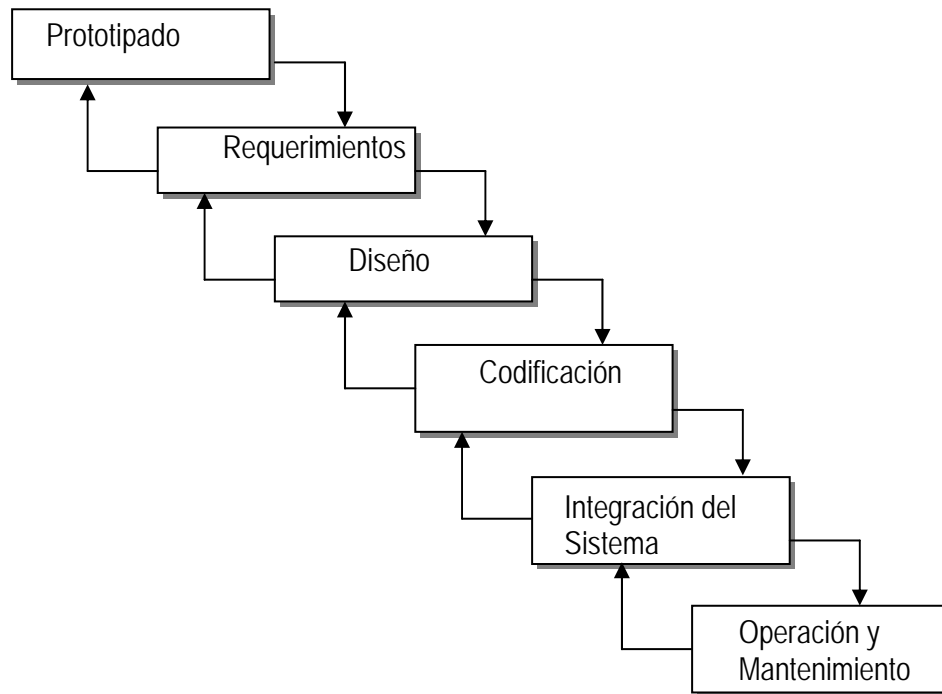 Prototipado
Requerimientos
Diseño
Codificación
Integración del
Sistema
Operación y
Mantenimiento